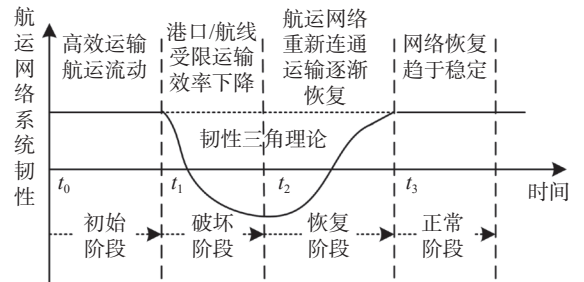 航运网络系统韧性
高效运输
航运流动
港口/航线
受限运输
效率下降
航运网络
重新连通
运输逐渐
恢复
网络恢复
趋于稳定
韧性三角理论
t0
t1
t2
t3
时间
初始
阶段
破坏
阶段
恢复
阶段
正常
阶段